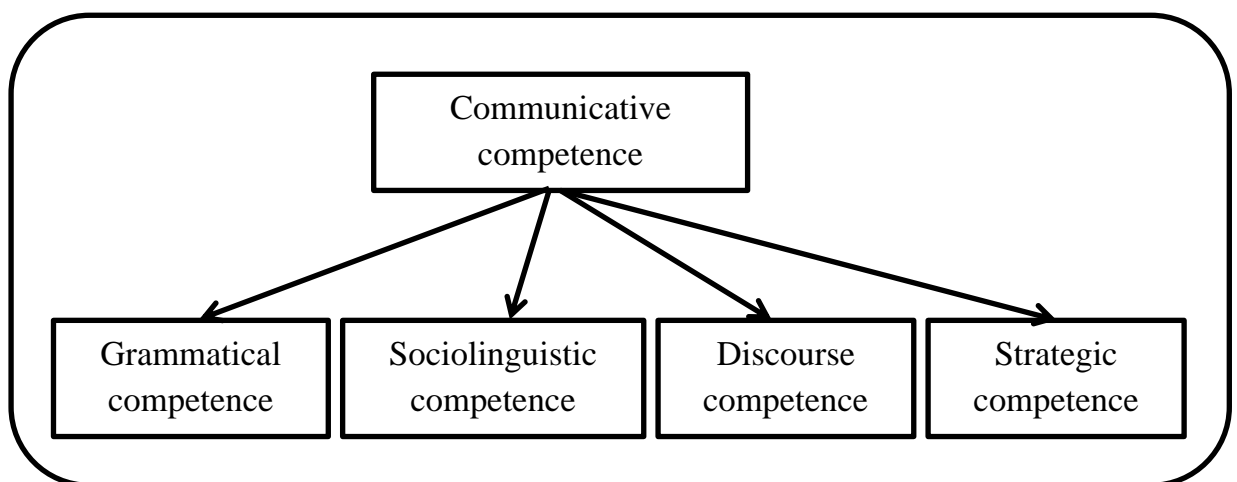 Communicative
competence
Grammatical
competence
Sociolinguistic
competence
Discourse
competence
Strategic
competence